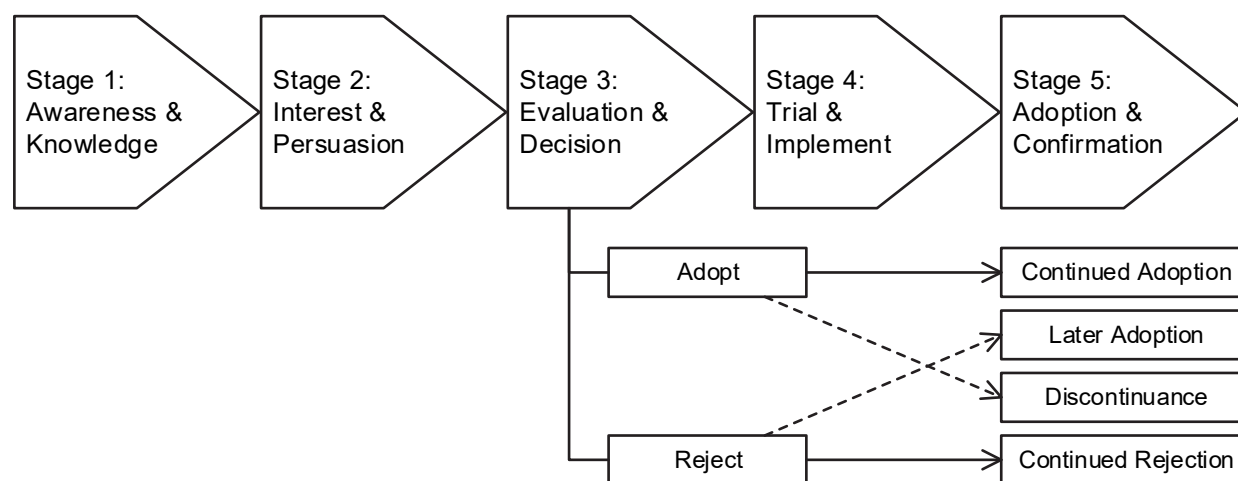 Stage 1:
Awareness &
Knowledge
Stage 2:
Interest &
Persuasion
Stage 3:
Evaluation &
Decision
Stage 4:
Trial &
Implement
Stage 5:
Adoption &
Confirmation
Adopt
Continued Adoption
Later Adoption
Discontinuance
Reject
Continued Rejection